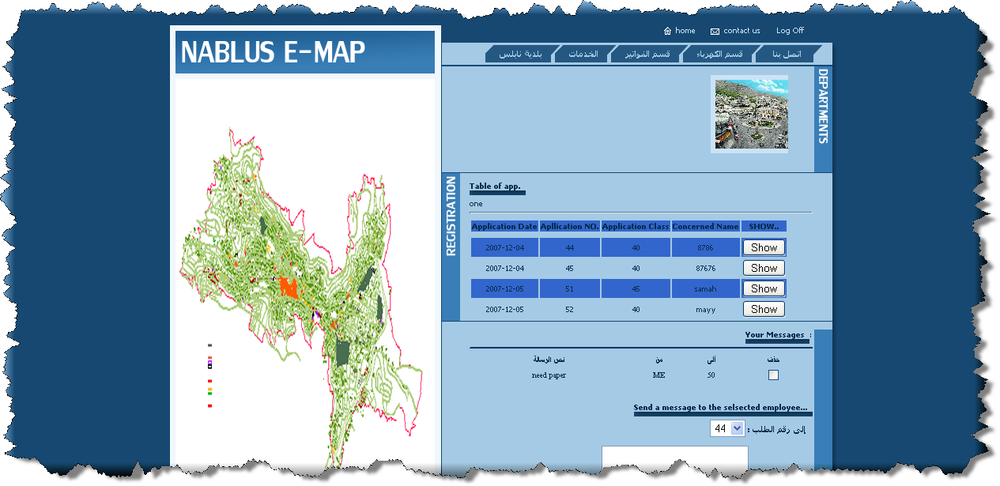 NABLUS E-MAP
home contact us Log Off
اتصل بنا قسم الكهرباء قسم الفواتير الخدمات بلدية نابلس
DEPARTMENTS
REGISTRATION
Table of app.
one
Application Date Apllication NO. Application Class Concerned Name SHOW..
2007-12-04 44 40 8786 Show
2007-12-04 45 40 87676 Show
2007-12-05 51 45 samah Show
2007-12-05 52 40 mayy Show
Your Messages :
حذف ألى من نص الرسالة
50 ME need paper
Send a message to the selsected employee...
إلى رقم الطلب : 44